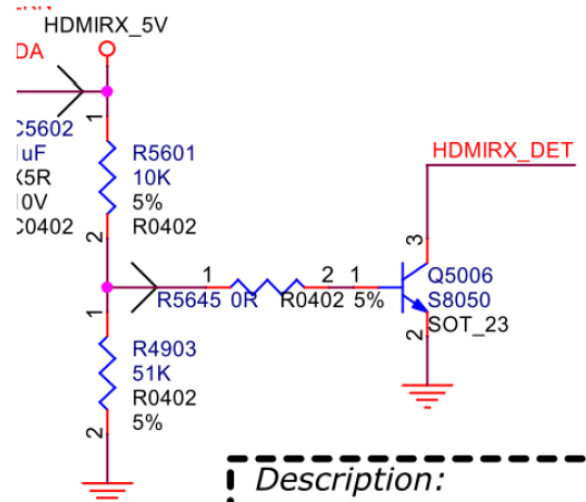 HDMIRX_5V
DA
C5602
1uF
X5R
10V
C0402
1
R5601
10K
5%
R0402
2
HDMIRX_DET
3
1
R5645 0R
2
R0402
1
5%
Q5006
S8050
SOT_23
2
1
R4903
51K
R0402
5%
2
Description: